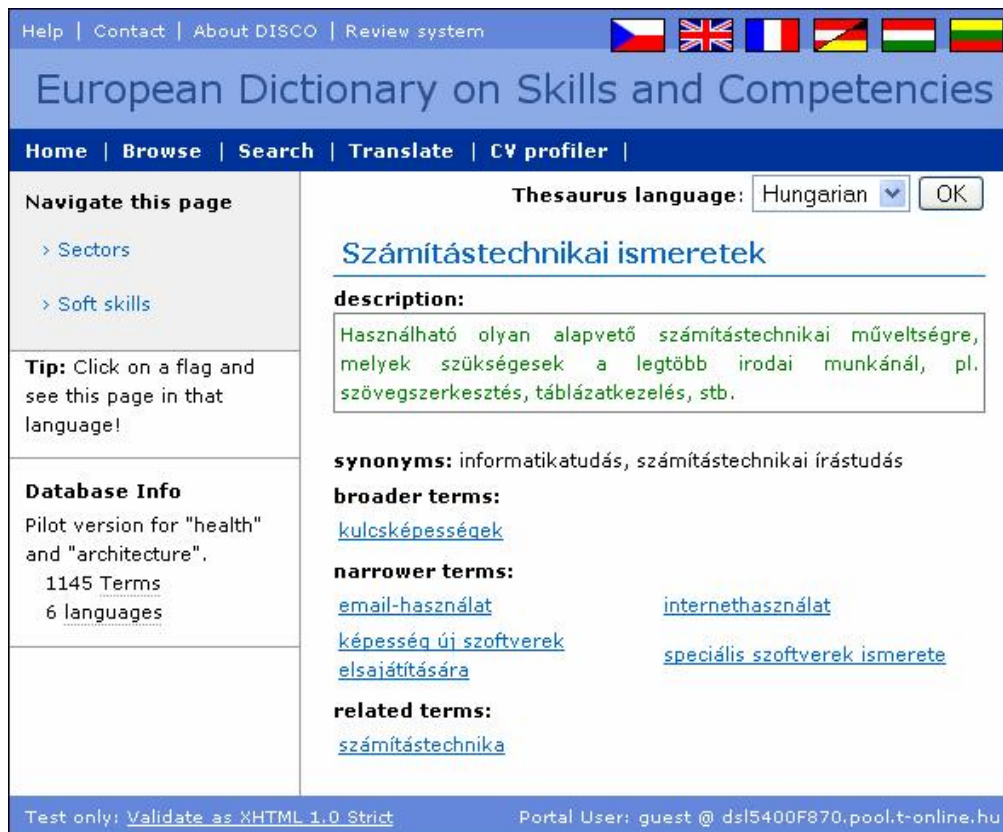 Help | Contact | About DISCO | Review system
European Dictionary on Skills and Competencies
Home | Browse | Search | Translate | CV profiler |
Navigate this page
› Sectors
› Soft skills
Tip: Click on a flag and
see this page in that
language!
Database Info
Pilot version for "health"
and "architecture".
1145 Terms
6 languages
Thesaurus language: Hungarian OK
Számítástechnikai ismeretek
description:
Használható olyan alapvető számítástechnikai műveltségre,
melyek szükségesek a legtöbb irodai munkánál, pl.
szövegszerkesztés, táblázatkezelés, stb.
synonyms: informatikatudás, számítástechnikai írástudás
broader terms:
kulcsképességek
narrower terms:
email-használat internethasználat
képesség új szoftverek
elsajátítására speciális szoftverek ismerete
related terms:
számítástechnika
Test only: Validate as XHTML 1.0 Strict Portal User: guest @ dsl5400F870.pool.t-online.hu